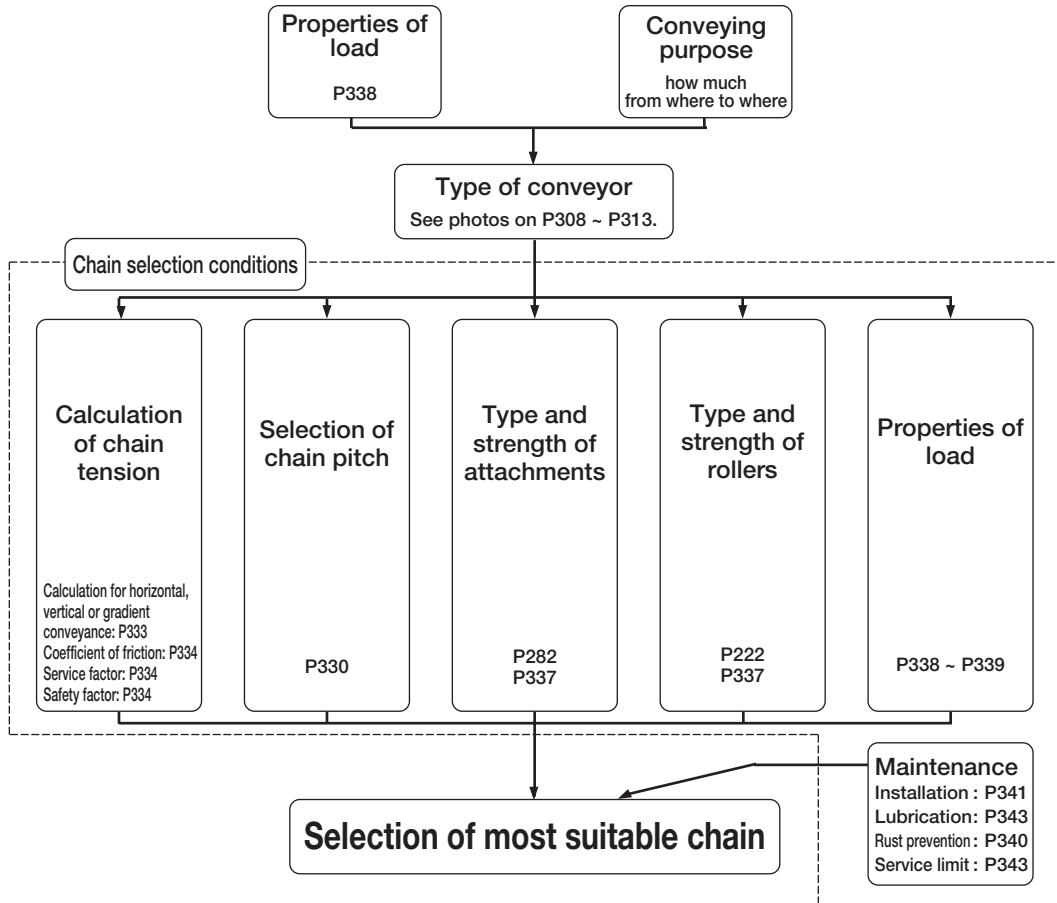 Properties of
load
P338
Conveying
purpose
how much
from where to where
Type of conveyor
See photos on P308 ~ P313.
Chain selection conditions
Calculation
of chain
tension
Calculation for horizontal,
vertical or gradient
conveyance: P333
Coefficient of friction: P334
Service factor: P334
Safety factor: P334
Selection of
chain pitch
P330
Type and
strength of
attachments
P282
P337
Type and
strength of
rollers
P222
P337
Properties of
load
P338 ~ P339
Maintenance
Installation : P341
Lubrication: P343
Rust prevention : P340
Service limit : P343
Selection of most suitable chain